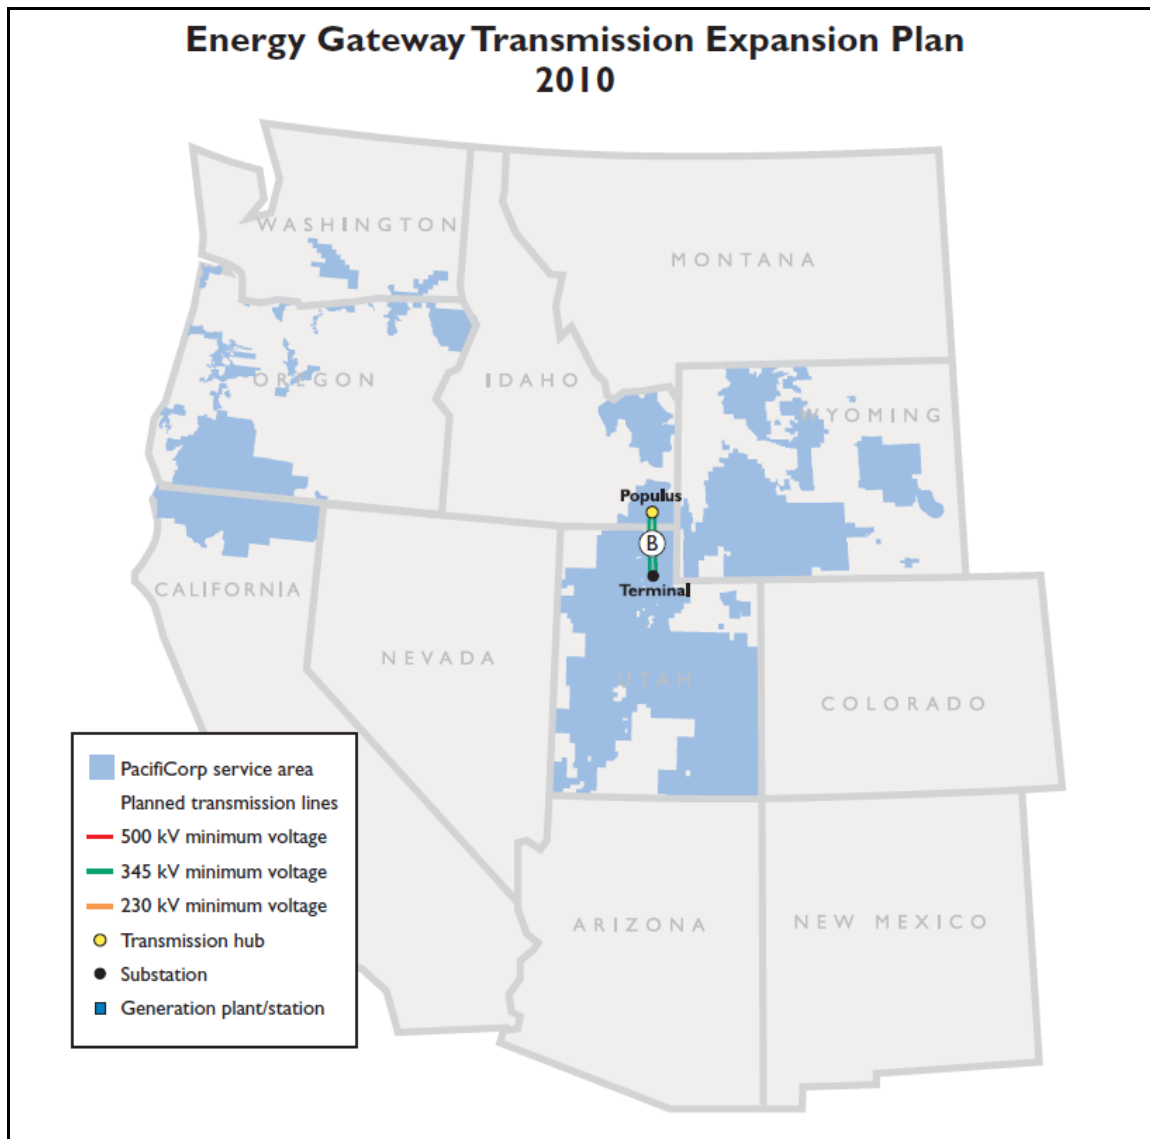 Energy Gateway Transmission Expansion Plan
2010
WASHINGTON
MONTANA
OREGON
IDAHO
WYOMING
Populus
B
Terminal
CALIFORNIA
NEVADA
UTAH
COLORADO
ARIZONA
NEW MEXICO
PacifiCorp service area
Planned transmission lines
500 kV minimum voltage
345 kV minimum voltage
230 kV minimum voltage
Transmission hub
Substation
Generation plant/station